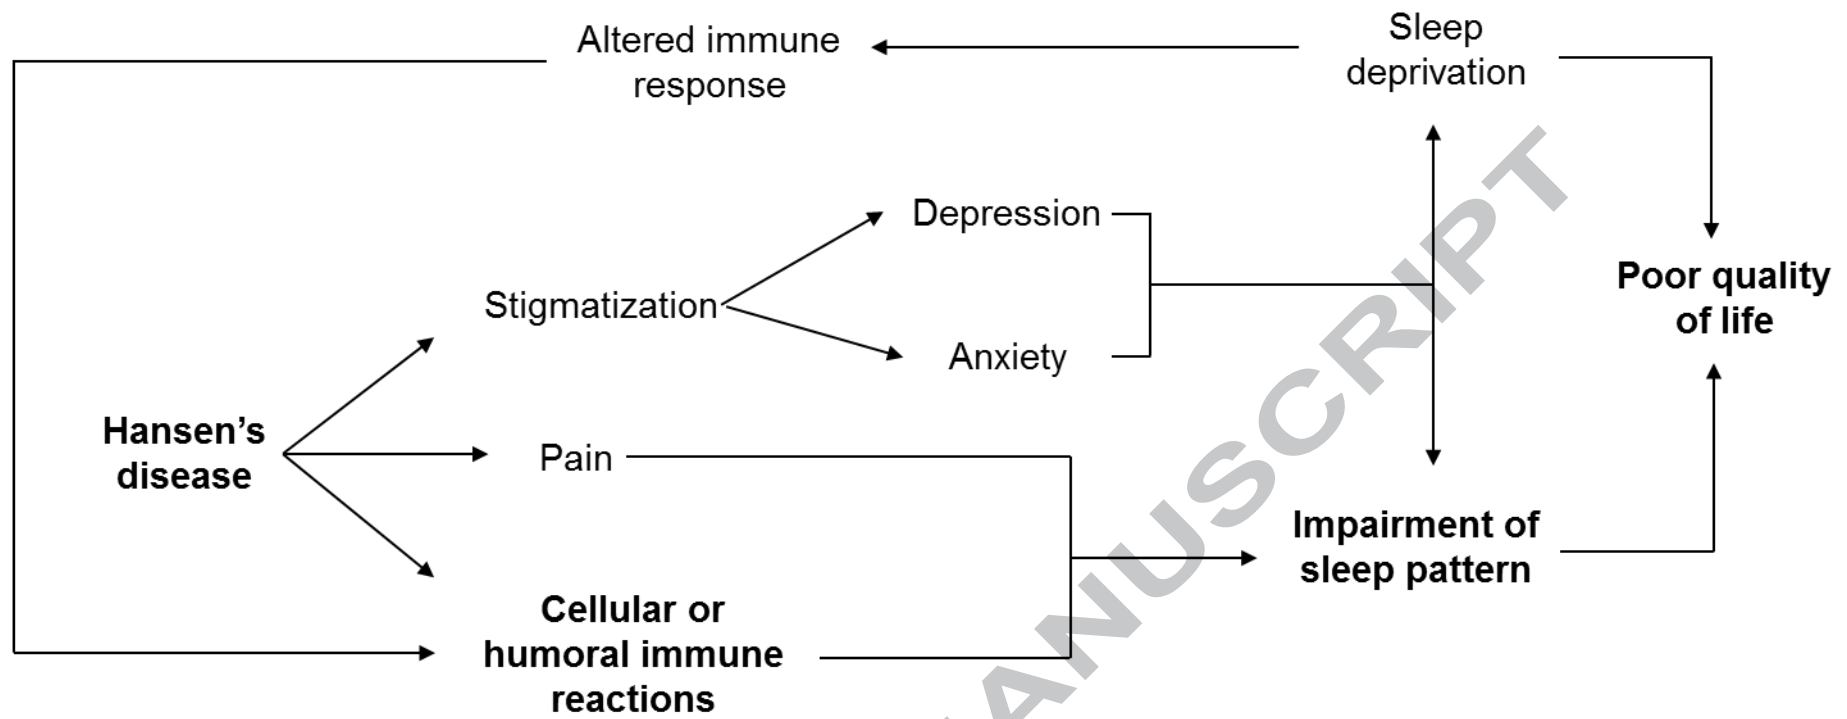 Altered immune
response
Sleep
deprivation
Depression
Stigmatization
Anxiety
Poor quality
of life
Hansen’s
disease
Pain
Impairment of
sleep pattern
Cellular or
humoral immune
reactions
ANUSCRIPT